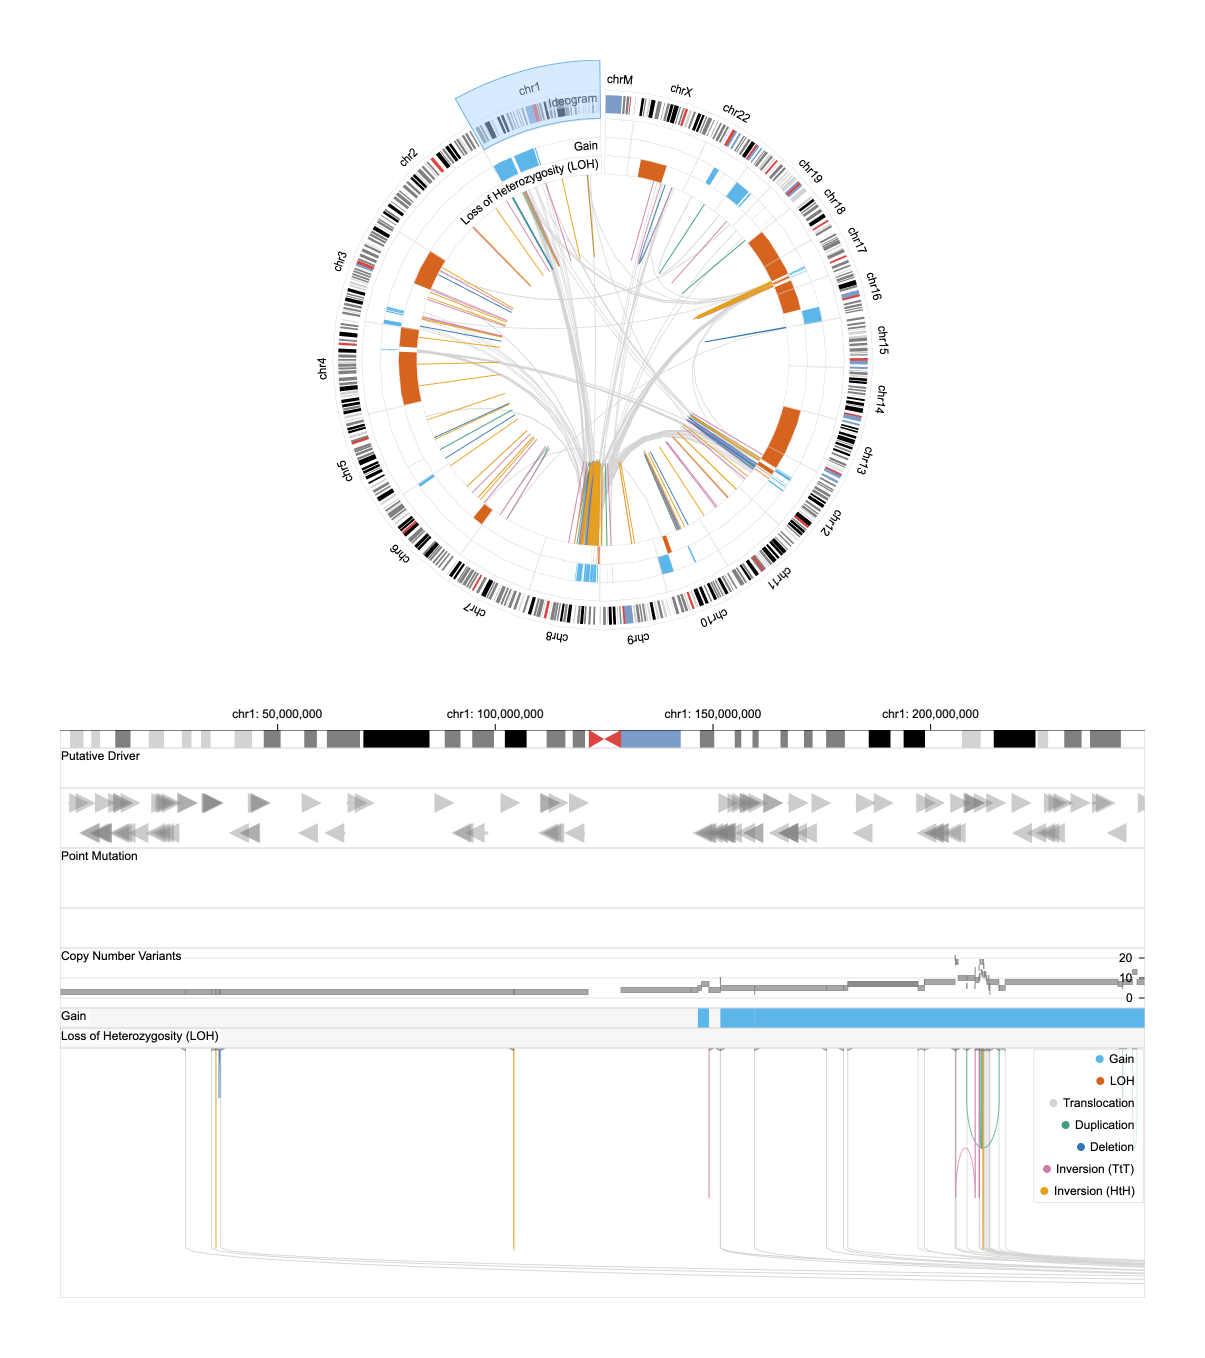 chrM
chrX
chr22
chr19
chr18
chr17
chr16
chr15
chr14
chr13
chr12
chr11
chr10
chr9
chr8
chr7
chr6
chr5
chr4
chr3
chr2
chr1
Ideogram
Gain
Loss of Heterozygosity (LOH)
chr1: 50,000,000 chr1: 100,000,000 chr1: 150,000,000 chr1: 200,000,000
Putative Driver
Point Mutation
Copy Number Variants 20
10
0
Gain
Loss of Heterozygosity (LOH)
Gain
LOH
Translocation
Duplication
Deletion
Inversion (TtT)
Inversion (HtH)